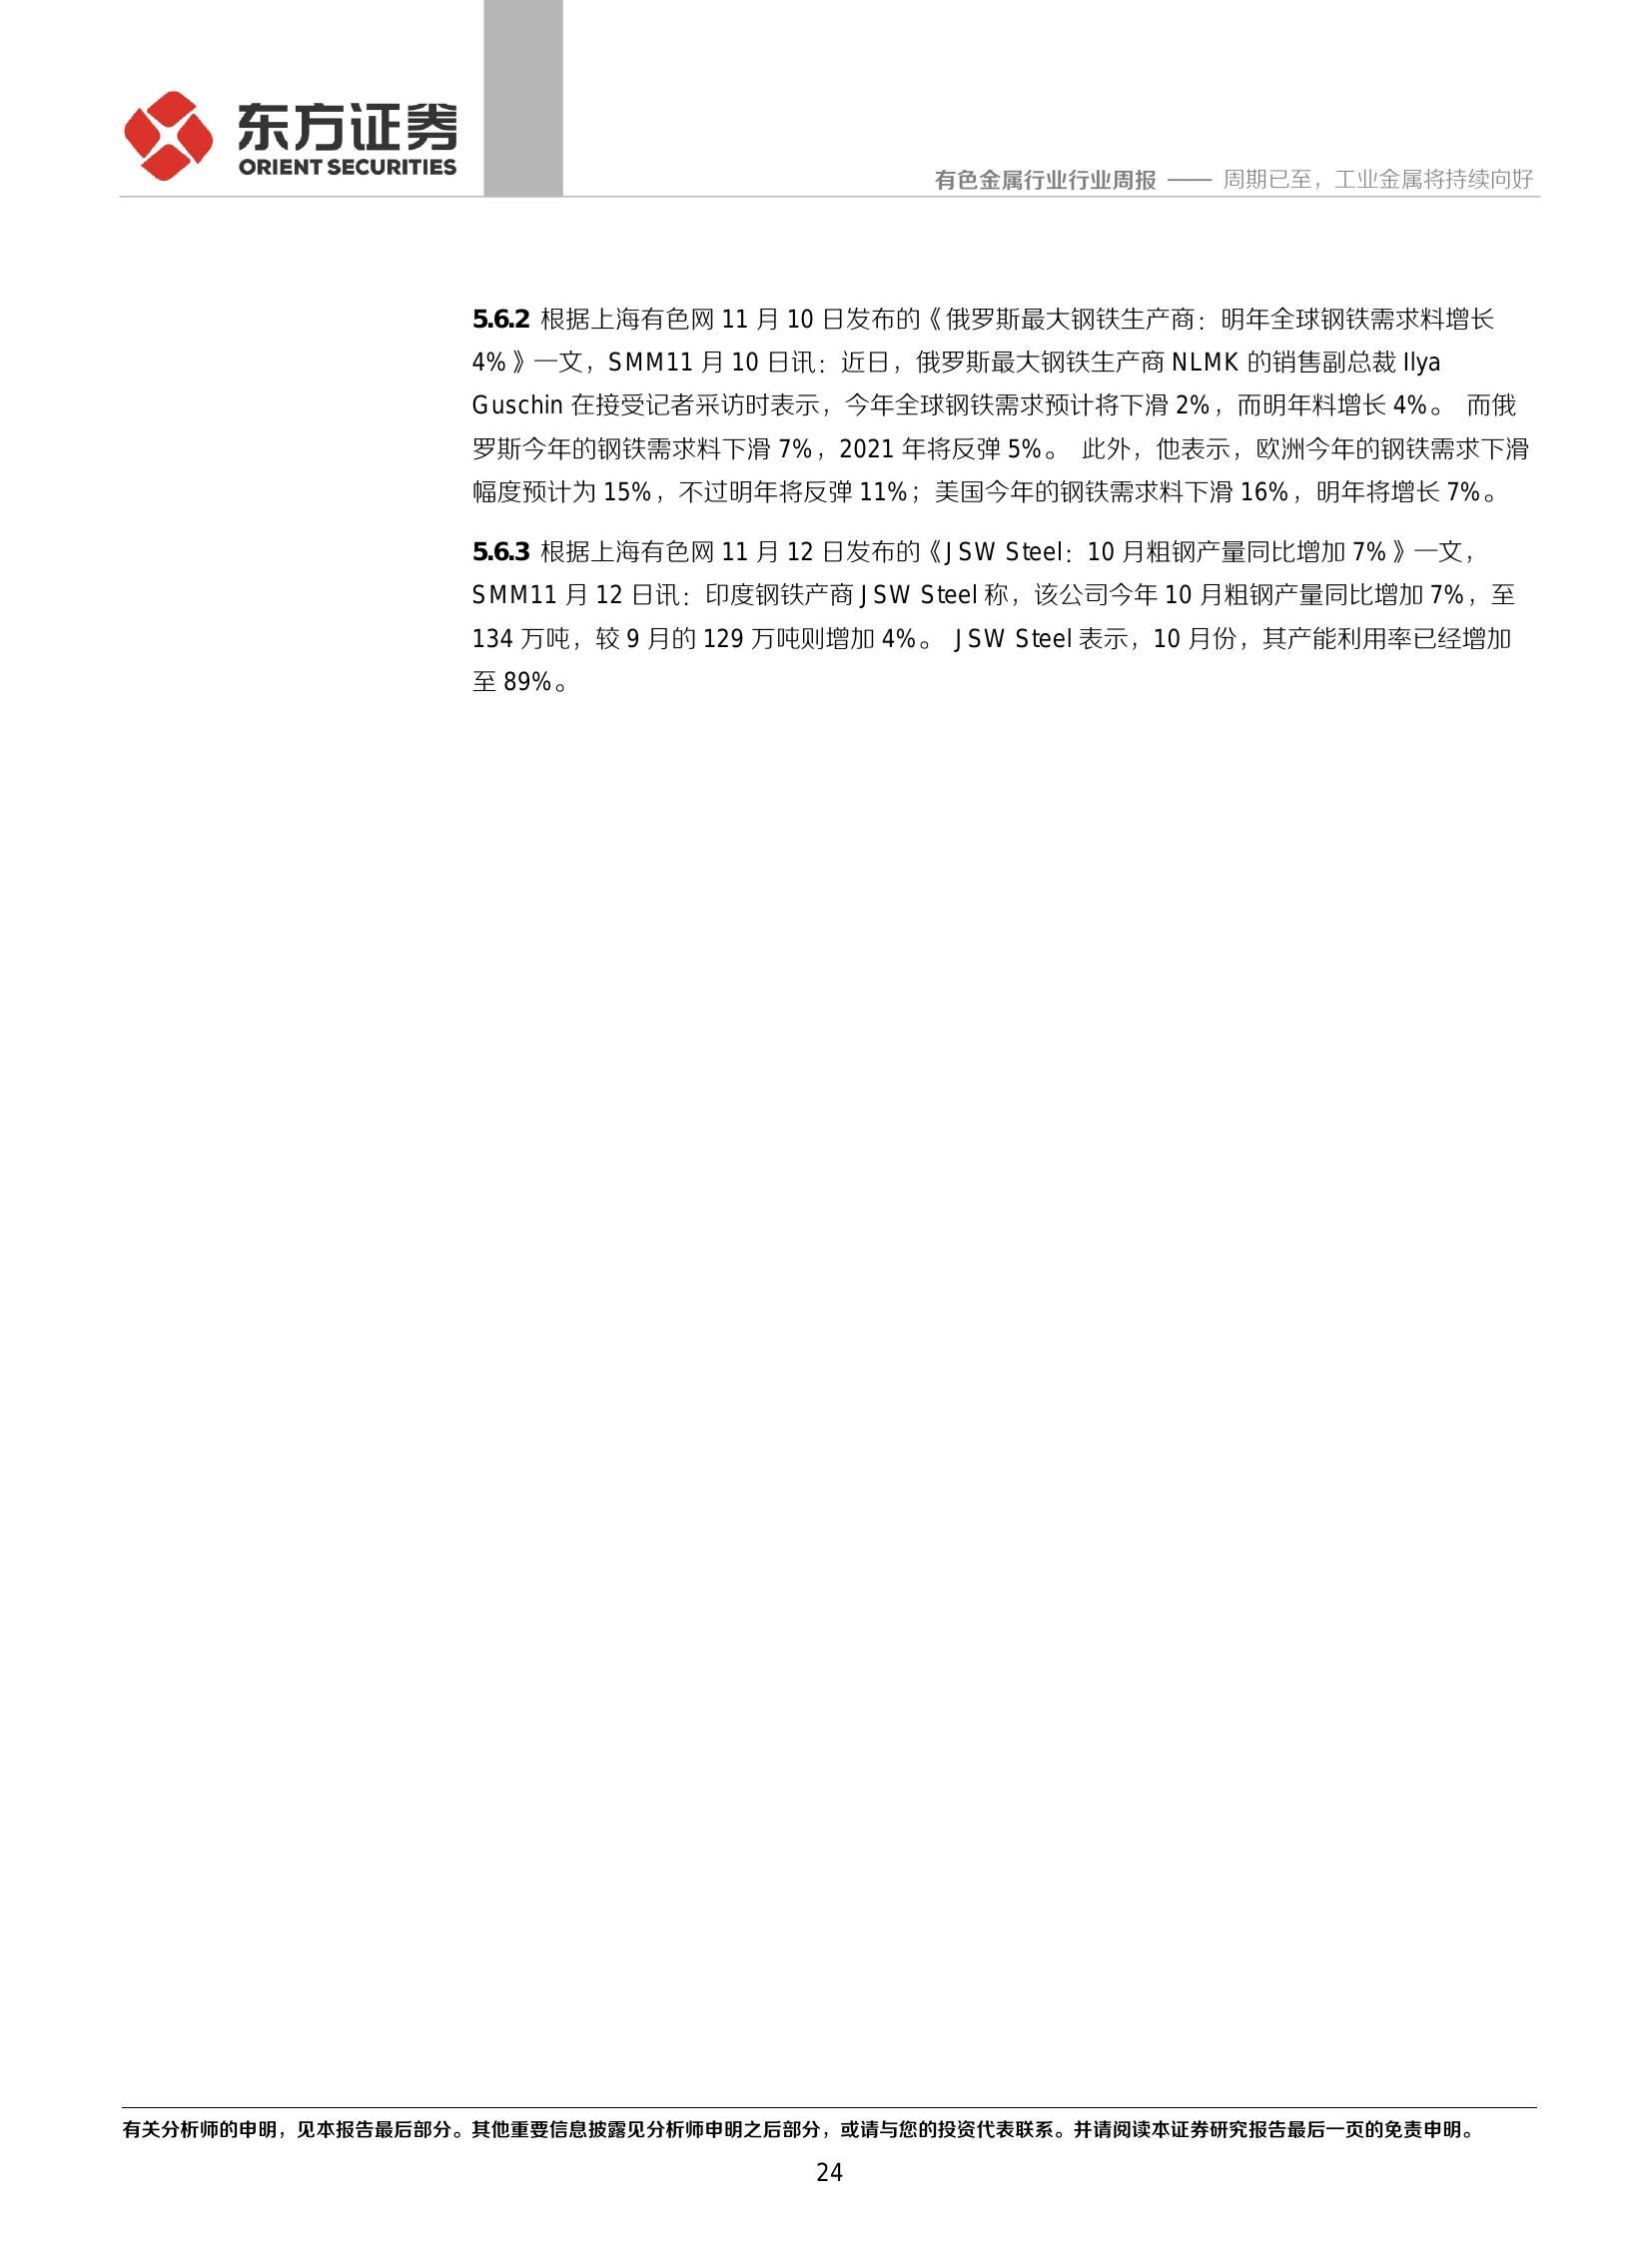 东方证券
ORIENT SECURITIES
有色金属行业行业周报 —— 周期已至，工业金属将持续向好
5.6.2 根据上海有色网 11 月 10 日发布的《俄罗斯最大钢铁生产商：明年全球钢铁需求料增长
4%》一文，SMM11 月 10 日讯：近日，俄罗斯最大钢铁生产商 NLMK 的销售副总裁 Ilya
Guschin 在接受记者采访时表示，今年全球钢铁需求预计将下滑 2%，而明年料增长 4%。 而俄
罗斯今年的钢铁需求料下滑 7%，2021 年将反弹 5%。 此外，他表示，欧洲今年的钢铁需求下滑
幅度预计为 15%，不过明年将反弹 11%；美国今年的钢铁需求料下滑 16%，明年将增长 7%。
5.6.3 根据上海有色网 11 月 12 日发布的《JSW Steel：10 月粗钢产量同比增加 7%》一文，
SMM11 月 12 日讯：印度钢铁产商 JSW Steel 称，该公司今年 10 月粗钢产量同比增加 7%，至
134 万吨，较 9 月的 129 万吨则增加 4%。 JSW Steel 表示，10 月份，其产能利用率已经增加
至 89%。
有关分析师的申明，见本报告最后部分。其他重要信息披露见分析师申明之后部分，或请与您的投资代表联系。并请阅读本证券研究报告最后一页的免责申明。
24